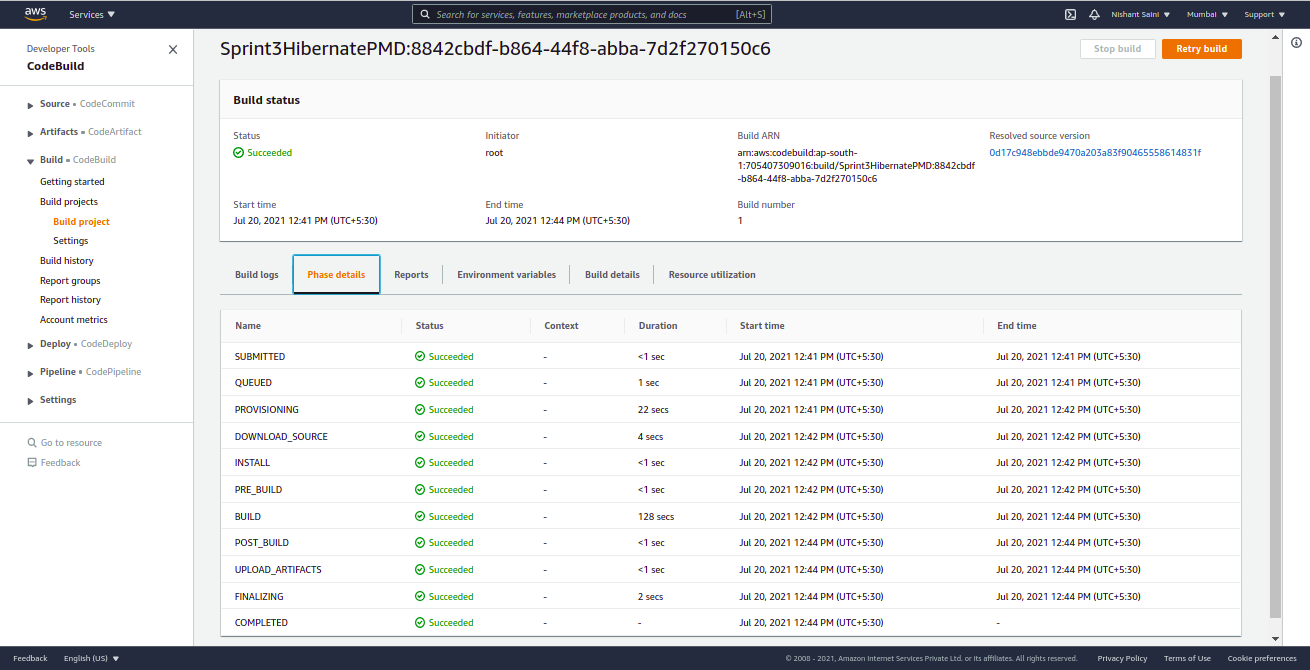 aws Services Search for services, features, marketplace products, and docs [Alt+S] Nishant Saini Mumbai Support
Developer Tools
CodeBuild
Source • CodeCommit
Artifacts • CodeArtifact
Build • CodeBuild
Getting started
Build projects
Build project
Settings
Build history
Report groups
Report history
Account metrics
Deploy • CodeDeploy
Pipeline • CodePipeline
Settings
Go to resource
Feedback
Sprint3HibernatePMD:8842cbdf-b864-44f8-abba-7d2f270150c6
Stop build Retry build
Build status
Status Initiator Build ARN Resolved source version
Succeeded root arn:aws:codebuild:ap-south- 0d17c948ebbde9470a203a83f90465558614831f
1:705407309016:build/Sprint3HibernatePMD:8842cbdf
-b864-44f8-abba-7d2f270150c6
Start time End time Build number
Jul 20, 2021 12:41 PM (UTC+5:30) Jul 20, 2021 12:44 PM (UTC+5:30) 1
Build logs Phase details Reports Environment variables Build details Resource utilization
Name Status Context Duration Start time End time
SUBMITTED Succeeded - <1 sec Jul 20, 2021 12:41 PM (UTC+5:30) Jul 20, 2021 12:41 PM (UTC+5:30)
QUEUED Succeeded - 1 sec Jul 20, 2021 12:41 PM (UTC+5:30) Jul 20, 2021 12:41 PM (UTC+5:30)
PROVISIONING Succeeded - 22 secs Jul 20, 2021 12:41 PM (UTC+5:30) Jul 20, 2021 12:41 PM (UTC+5:30)
DOWNLOAD_SOURCE Succeeded - 4 secs Jul 20, 2021 12:42 PM (UTC+5:30) Jul 20, 2021 12:42 PM (UTC+5:30)
INSTALL Succeeded - <1 sec Jul 20, 2021 12:42 PM (UTC+5:30) Jul 20, 2021 12:42 PM (UTC+5:30)
PRE_BUILD Succeeded - <1 sec Jul 20, 2021 12:42 PM (UTC+5:30) Jul 20, 2021 12:42 PM (UTC+5:30)
BUILD Succeeded - 128 secs Jul 20, 2021 12:42 PM (UTC+5:30) Jul 20, 2021 12:44 PM (UTC+5:30)
POST_BUILD Succeeded - <1 sec Jul 20, 2021 12:44 PM (UTC+5:30) Jul 20, 2021 12:44 PM (UTC+5:30)
UPLOAD_ARTIFACTS Succeeded - <1 sec Jul 20, 2021 12:44 PM (UTC+5:30) Jul 20, 2021 12:44 PM (UTC+5:30)
FINALIZING Succeeded - 2 secs Jul 20, 2021 12:44 PM (UTC+5:30) Jul 20, 2021 12:44 PM (UTC+5:30)
COMPLETED Succeeded - - Jul 20, 2021 12:44 PM (UTC+5:30) -
Feedback English (US) © 2008 - 2021, Amazon Internet Services Private Ltd. or its affiliates. All rights reserved. Privacy Policy Terms of Use Cookie preferences